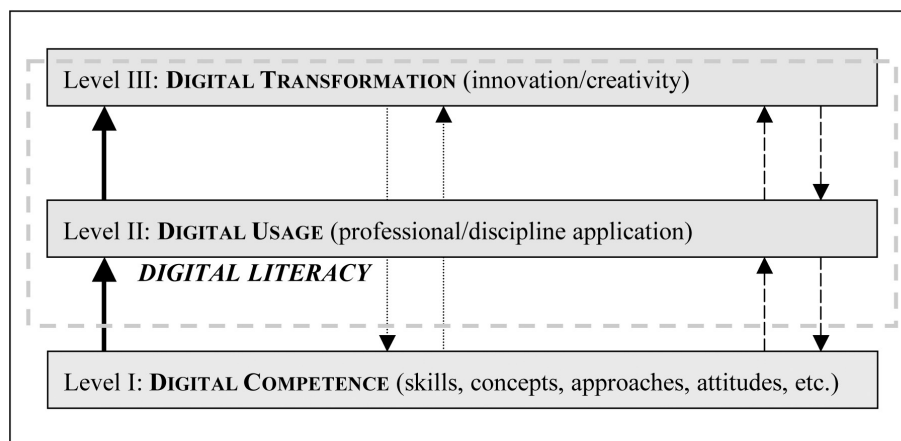 Level III: DIGITAL TRANSFORMATION (innovation/creativity)
Level II: DIGITAL USAGE (professional/discipline application)
DIGITAL LITERACY
Level I: DIGITAL COMPETENCE (skills, concepts, approaches, attitudes, etc.)